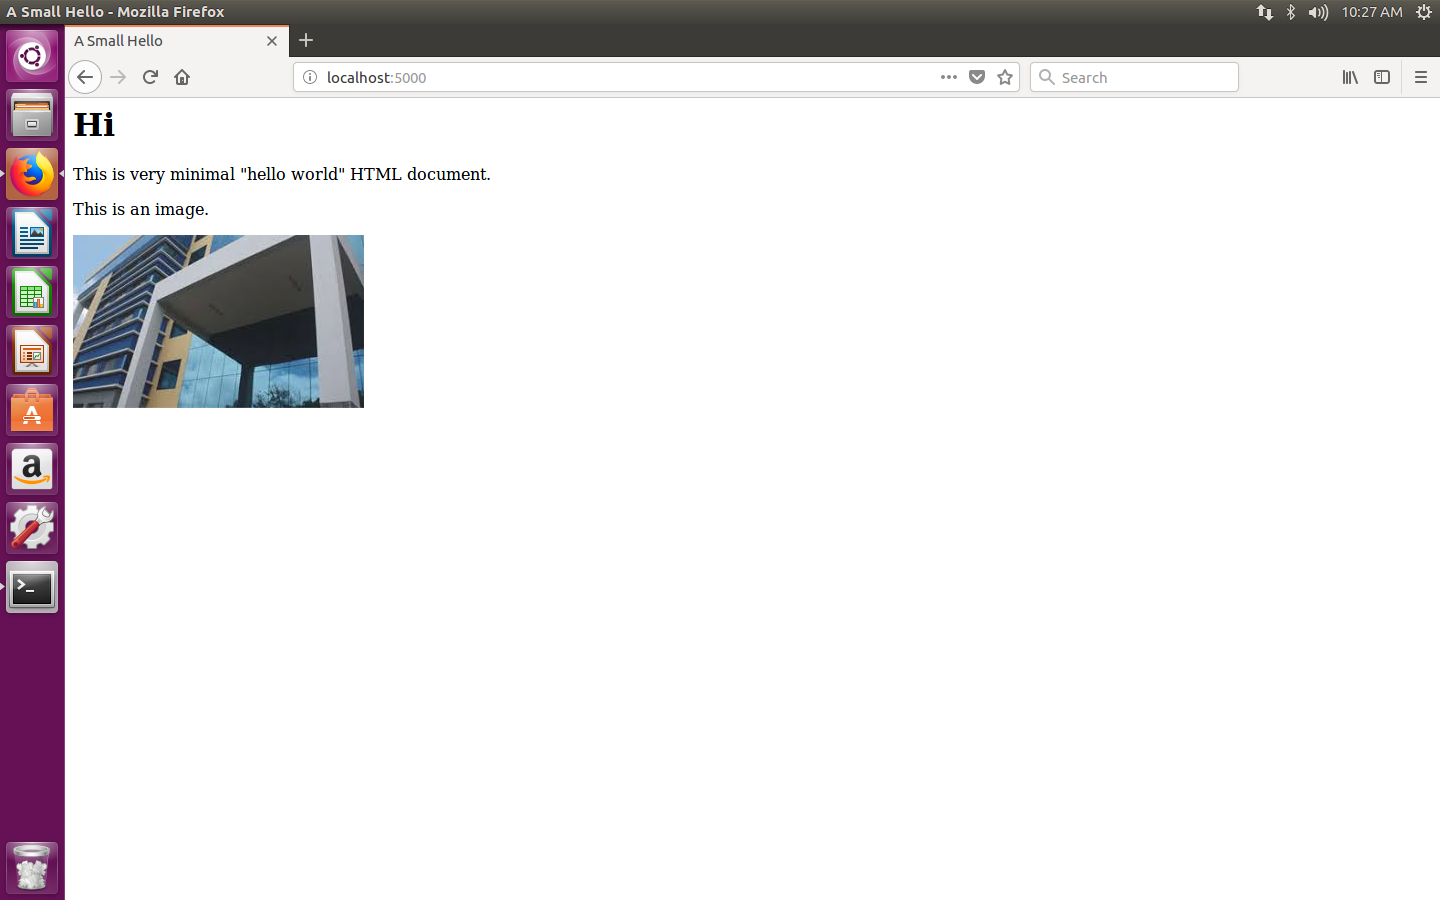 A Small Hello - Mozilla Firefox
10:27 AM
A Small Hello
localhost:5000
Search
Hi
This is very minimal "hello world" HTML document.
This is an image.